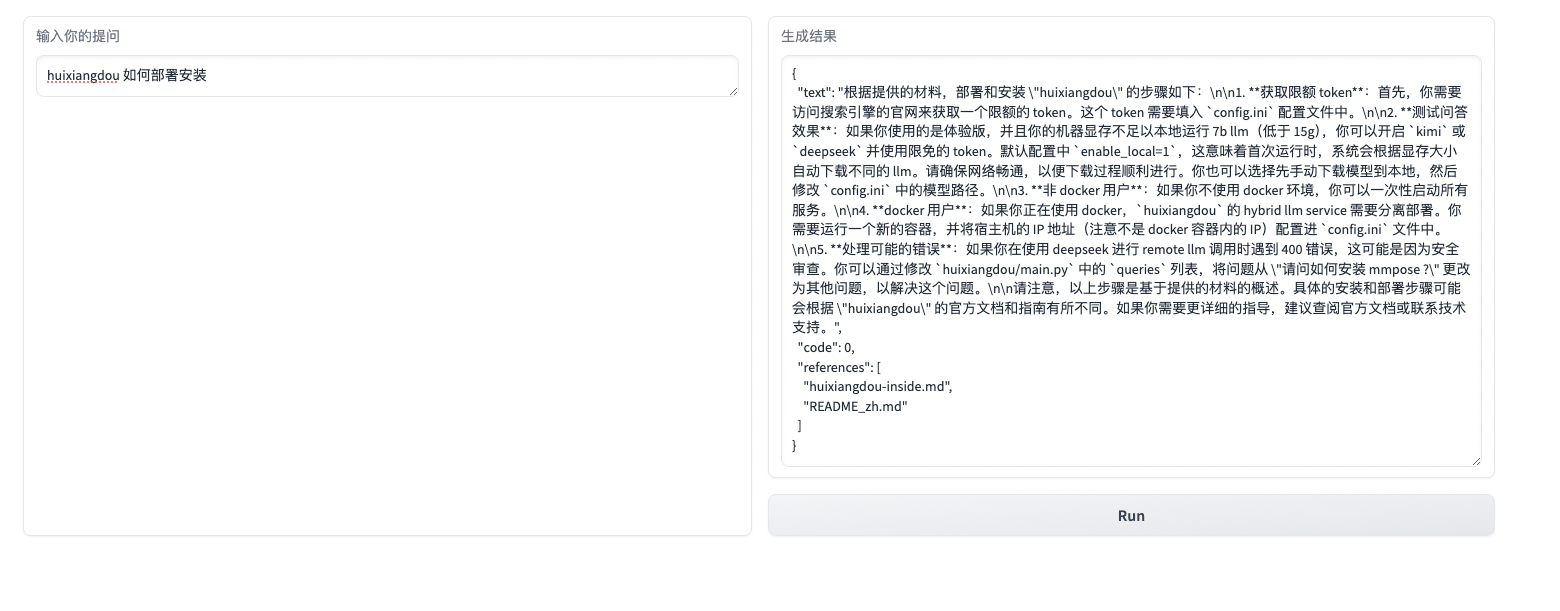 输入你的提问
huixiangdou 如何部署安装
生成结果
{
"text": "根据提供的材料，部署和安装 \"huixiangdou\" 的步骤如下：\n\n1. **获取限额 token**：首先，你需要
访问搜索引擎的官网来获取一个限额的 token。这个 token 需要填入 `config.ini` 配置文件中。\n\n2. **测试问答
效果**：如果你使用的是体验版，并且你的机器显存不足以本地运行 7b llm（低于 15g），你可以开启 `kimi` 或
`deepseek` 并使用限免的 token。默认配置中 `enable_local=1`，这意味着首次运行时，系统会根据显存大小
自动下载不同的 llm。请确保网络畅通，以便下载过程顺利进行。你也可以选择先手动下载模型到本地，然后
修改 `config.ini` 中的模型路径。\n\n3. **非 docker 用户**：如果你不使用 docker 环境，你可以一次性启动所有
服务。\n\n4. **docker 用户**：如果你正在使用 docker，`huixiangdou` 的 hybrid llm service 需要分离部署。你
需要运行一个新的容器，并将宿主机的 IP 地址（注意不是 docker 容器内的 IP）配置进 `config.ini` 文件中。
\n\n5. **处理可能的错误**：如果你在使用 deepseek 进行 remote llm 调用时遇到 400 错误，这可能是因为安全
审查。你可以通过修改 `huixiangdou/main.py` 中的 `queries` 列表，将问题从 \"请问如何安装 mmpose ?\" 更改
为其他问题，以解决这个问题。\n\n请注意，以上步骤是基于提供的材料的概述。具体的安装和部署步骤可能
会根据 \"huixiangdou\" 的官方文档和指南有所不同。如果你需要更详细的指导，建议查阅官方文档或联系技术
支持。",
"code": 0,
"references": [
"huixiangdou-inside.md",
"README_zh.md"
]
}
Run